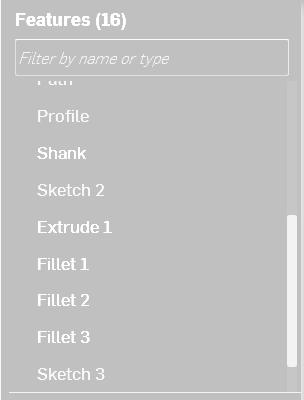 Features (16)
Filter by name or type
Path
Profile
Shank
Sketch 2
Extrude 1
Fillet 1
Fillet 2
Fillet 3
Sketch 3